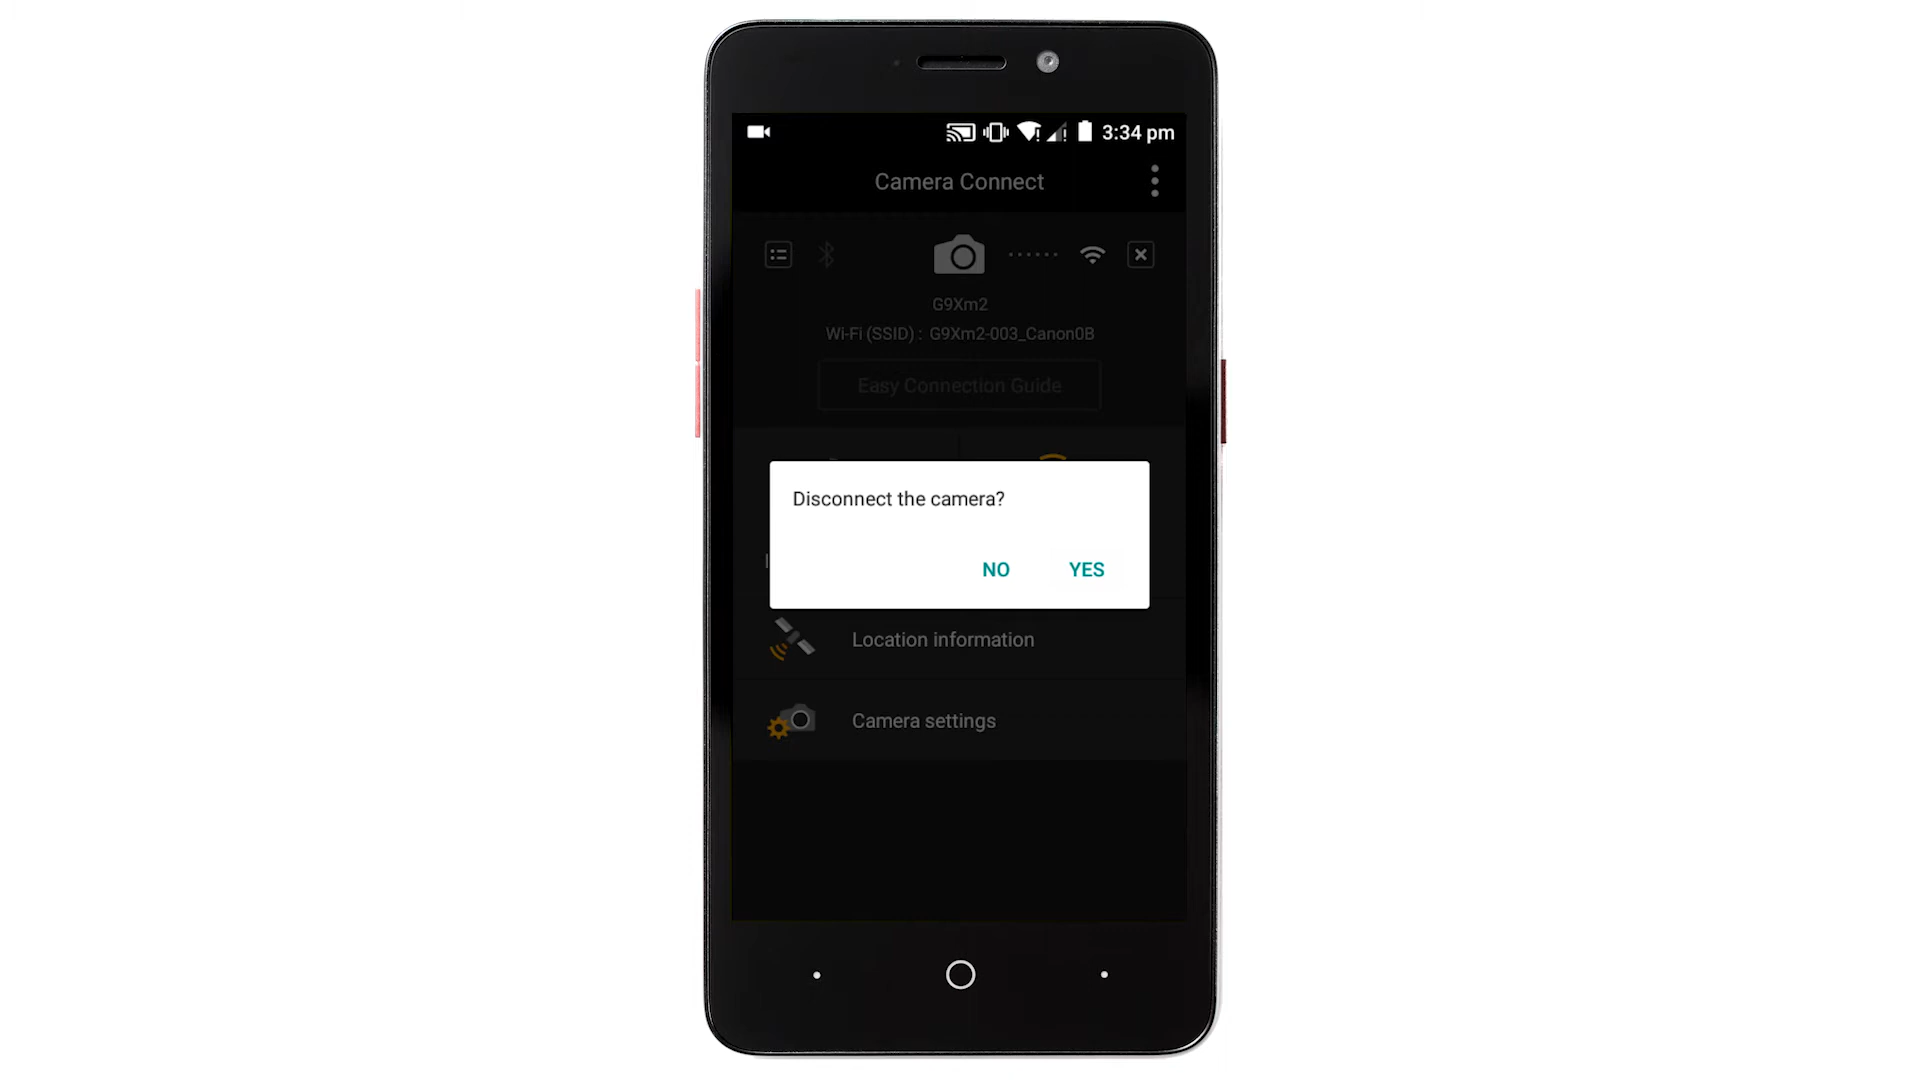 3:34 pm
Camera Connect
G9Xm2
Wi-Fi (SSID) : G9Xm2-003_Canon0B
Easy Connection Guide
Disconnect the camera?
NO YES
Location information
Camera settings